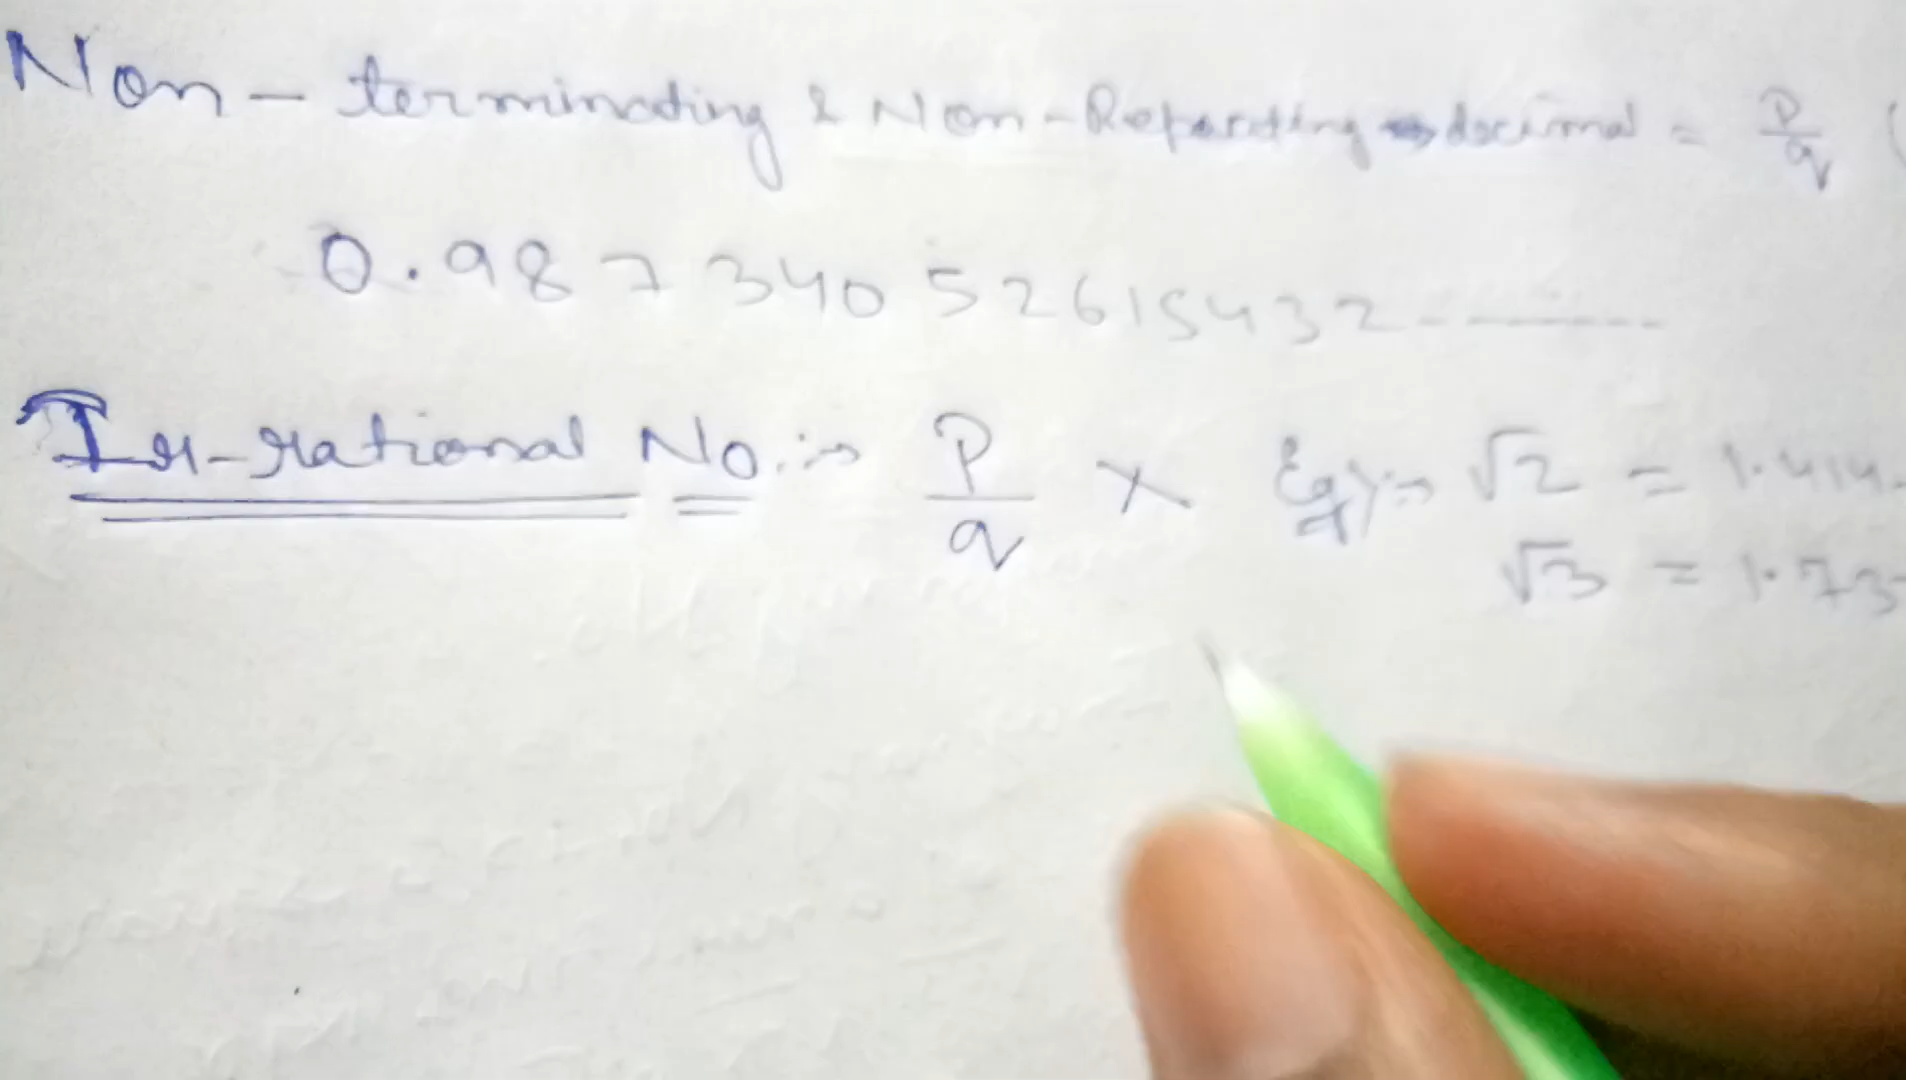 Non-terminating & Non-Repeating decimal = P/q (
0.98734052615432-------
Ir-rational No. :→ P/q × Eg):→ √2 = 1.414.
√3 = 1.73